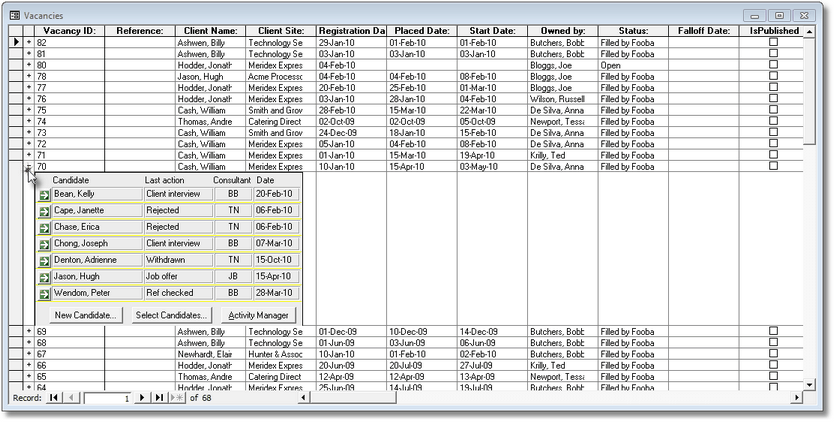 Vacancies
Vacancy ID: Reference: Client Name: Client Site: Registration Da Placed Date: Start Date: Owned by: Status: Falloff Date: IsPublished
82 Ashwen, Billy Technology Se 29-Jan-10 01-Feb-10 01-Feb-10 Butchers, Bobb Filled by Fooba
81 Ashwen, Billy Technology Se 03-Jan-10 03-Jan-10 03-Jan-10 Butchers, Bobb Filled by Fooba
80 Hodder, Jonath Meridex Expres 04-Feb-10 Bloggs, Joe Open
78 Jason, Hugh Acme Processc 04-Feb-10 04-Feb-10 08-Feb-10 Bloggs, Joe Filled by Fooba
77 Hodder, Jonath Meridex Expres 20-Feb-10 25-Feb-10 01-Mar-10 Bloggs, Joe Filled by Fooba
76 Hodder, Jonath Meridex Expres 03-Jan-10 28-Jan-10 04-Feb-10 Wilson, Russell Filled by Fooba
75 Cash, William Smith and Grov 28-Feb-10 15-Mar-10 22-Mar-10 De Silva, Anna Filled by Fooba
74 Thomas, Andre Catering Direct 02-Oct-09 02-Oct-09 05-Oct-09 Newport, Tessa Filled by Fooba
73 Cash, William Smith and Grov 24-Dec-09 18-Jan-10 15-Feb-10 De Silva, Anna Filled by Fooba
72 Cash, William Meridex Expres 05-Jan-10 04-Feb-10 08-Feb-10 De Silva, Anna Filled by Fooba
71 Cash, William Meridex Expres 01-Jan-10 15-Mar-10 19-Apr-10 Krilly, Ted Filled by Fooba
70 Cash, William Meridex Expres 10-Jan-10 15-Apr-10 03-May-10 De Silva, Anna Filled by Fooba
Candidate Last action Consultant Date
Bean, Kelly Client interview BB 20-Feb-10
Cape, Janette Rejected TN 06-Feb-10
Chase, Erica Rejected TN 06-Feb-10
Chong, Joseph Client interview BB 07-Mar-10
Denton, Adrienne Withdrawn TN 15-Oct-10
Jason, Hugh Job offer JB 15-Apr-10
Wendom, Peter Ref checked BB 28-Mar-10
New Candidate... Select Candidates... Activity Manager
69 Ashwen, Billy Technology Se 01-Dec-09 10-Dec-09 14-Dec-09 Butchers, Bobb Filled by Fooba
68 Ashwen, Billy Technology Se 01-Jun-09 03-Jun-09 06-Jun-09 Butchers, Bobb Filled by Fooba
67 Newhardt, Elair Hunter & Assoc 10-Jan-10 01-Feb-10 02-Feb-10 Butchers, Bobb Filled by Fooba
66 Hodder, Jonath Meridex Expres 20-Jun-09 20-Jul-09 27-Jul-09 Krilly, Ted Filled by Fooba
65 Thomas, Andre Catering Direct 12-Apr-09 13-Apr-09 13-Apr-09 Newport, Tessa Filled by Fooba
64 Hodder, Jonath Meridex Expres 25-Jun-09 14-Jul-09 19-Jul-09 Butchers, Bobb Filled by Fooba
Record: 1 of 68